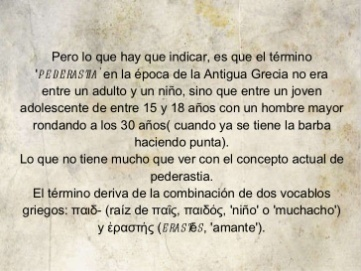 Pero lo que hay que indicar, es que el término
'PEDERASTIA' en la época de la Antigua Grecia no era
entre un adulto y un niño, sino que entre un joven
adolescente de entre 15 y 18 años con un hombre mayor
rondando a los 30 años( cuando ya se tiene la barba
haciendo punta).
Lo que no tiene mucho que ver con el concepto actual de
pederastia.
El término deriva de la combinación de dos vocablos
griegos: παιδ- (raíz de παῖς, παιδός, 'niño' o 'muchacho')
y ἐραστής (ERASTÉS, 'amante').